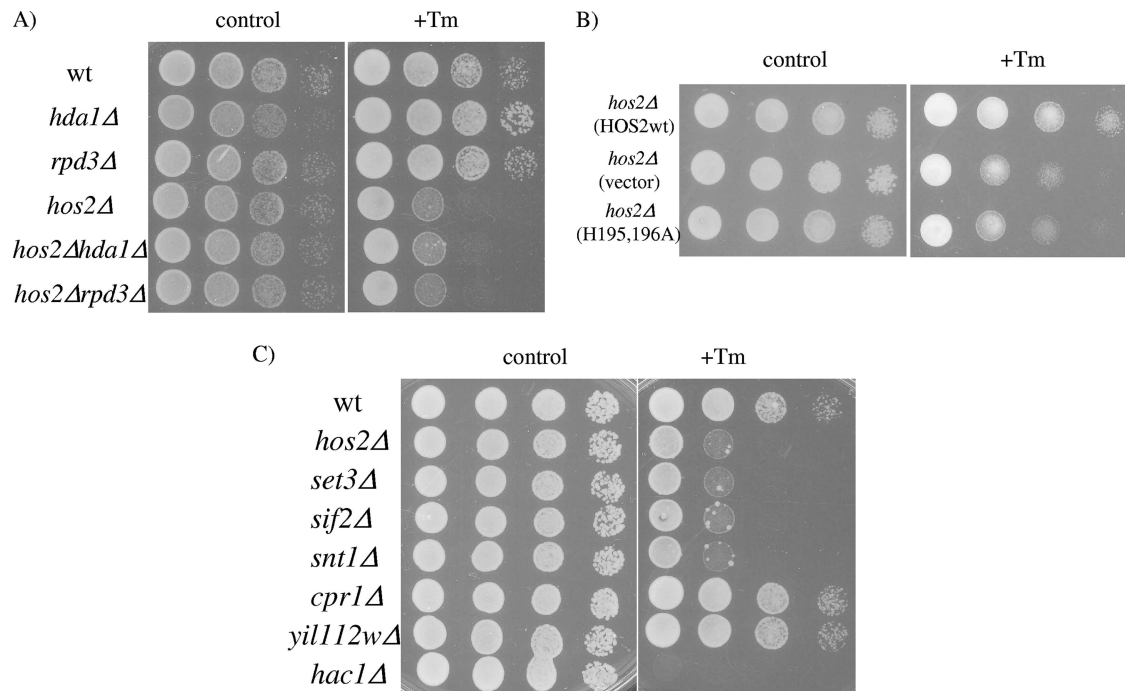 A)
control
+Tm
wt
hda1Δ
rpd3Δ
hos2Δ
hos2Δhda1Δ
hos2Δrpd3Δ
B)
control
+Tm
hos2Δ
(HOS2wt)
hos2Δ
(vector)
hos2Δ
(H195,196A)
C)
control
+Tm
wt
hos2Δ
set3Δ
sif2Δ
snt1Δ
cpr1Δ
yil112wΔ
hac1Δ